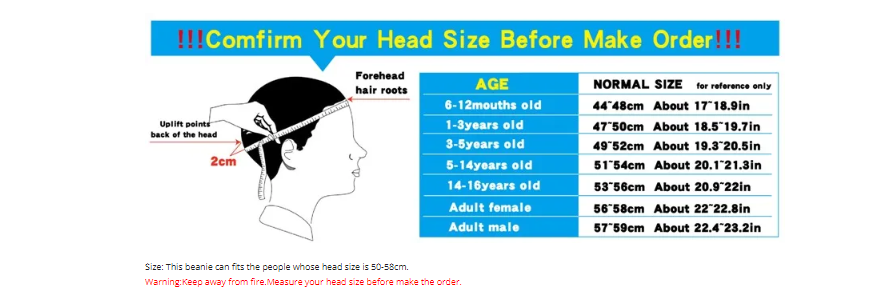 !!!Comfirm Your Head Size Before Make Order!!!
Forehead
hair roots
Uplift points
back of the head
2cm
AGE NORMAL SIZE for reference only
6-12mouths old 44~48cm About 17~18.9in
1-3years old 47~50cm About 18.5~19.7in
3-5years old 49~52cm About 19.3~20.5in
5-14years old 51~54cm About 20.1~21.3in
14-16years old 53~56cm About 20.9~22in
Adult female 56~58cm About 22~22.8in
Adult male 57~59cm About 22.4~23.2in
Size: This beanie can fits the people whose head size is 50-58cm.
Warning:Keep away from fire.Measure your head size before make the order.